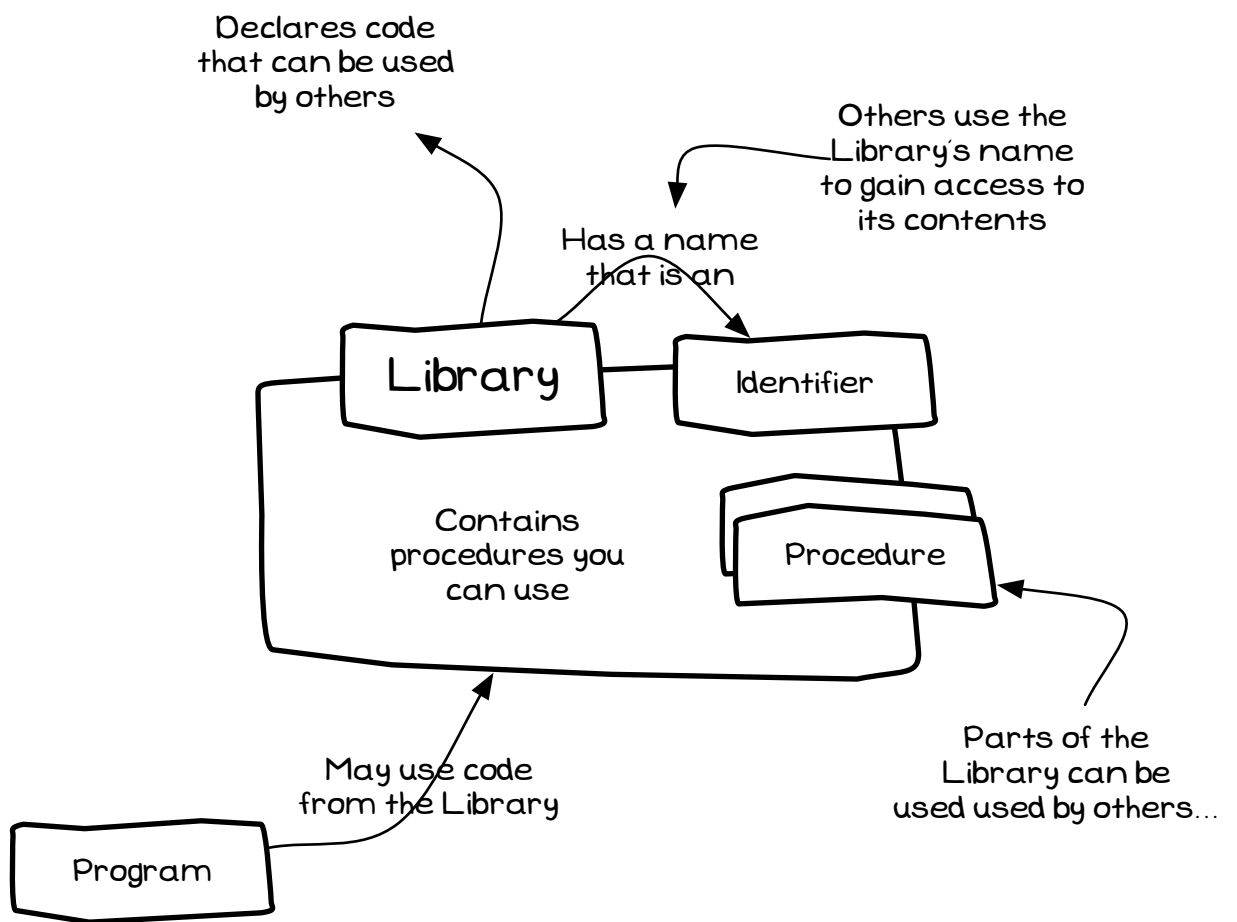 Declares code
that can be used
by others
Others use the
Library's name
to gain access to
its contents
Has a name
that is an
Library
Identifier
Contains
procedures you
can use
Procedure
Parts of the
Library can be
used used by others...
May use code
from the Library
Program